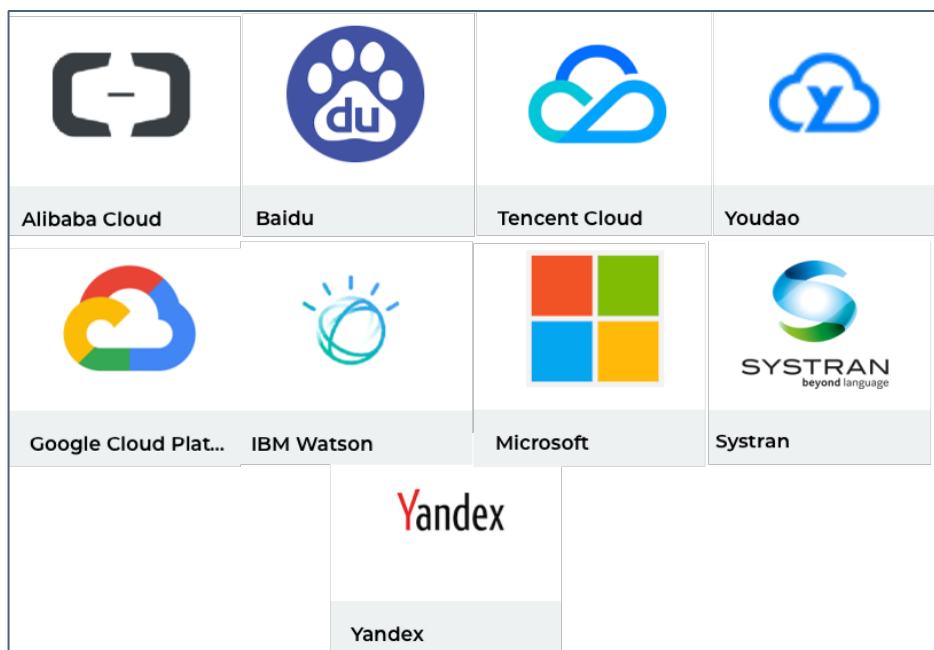 du
Alibaba Cloud
Baidu
Tencent Cloud
y
Youdao
Google Cloud Plat...
IBM Watson
Microsoft
SYSTRAN
beyond language
Systran
Yandex
Yandex